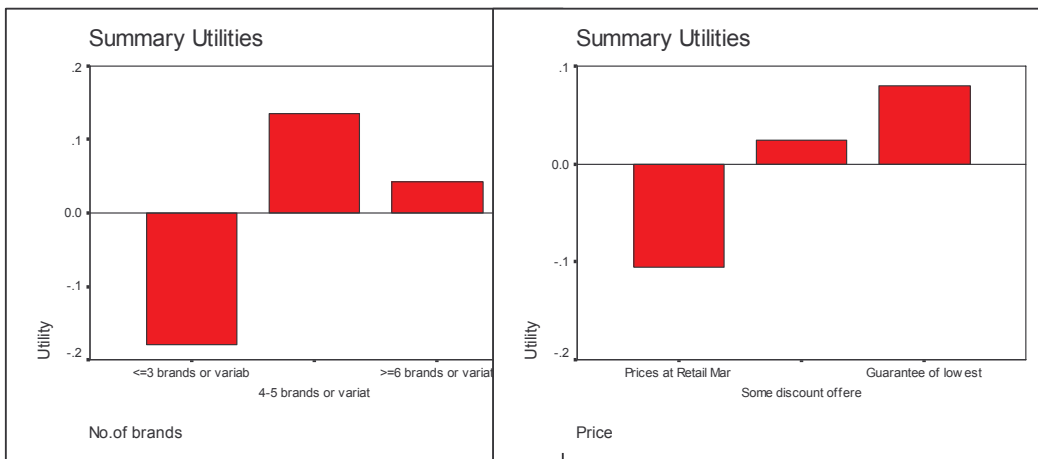 Summary Utilities
.2
.1
0.0
-.1
-.2
Utility
<=3 brands or variab
4-5 brands or variat
>=6 brands or variat
No.of brands
Summary Utilities
.1
0.0
-.1
-.2
Utility
Prices at Retail Mar
Some discount offere
Guarantee of lowest
Price